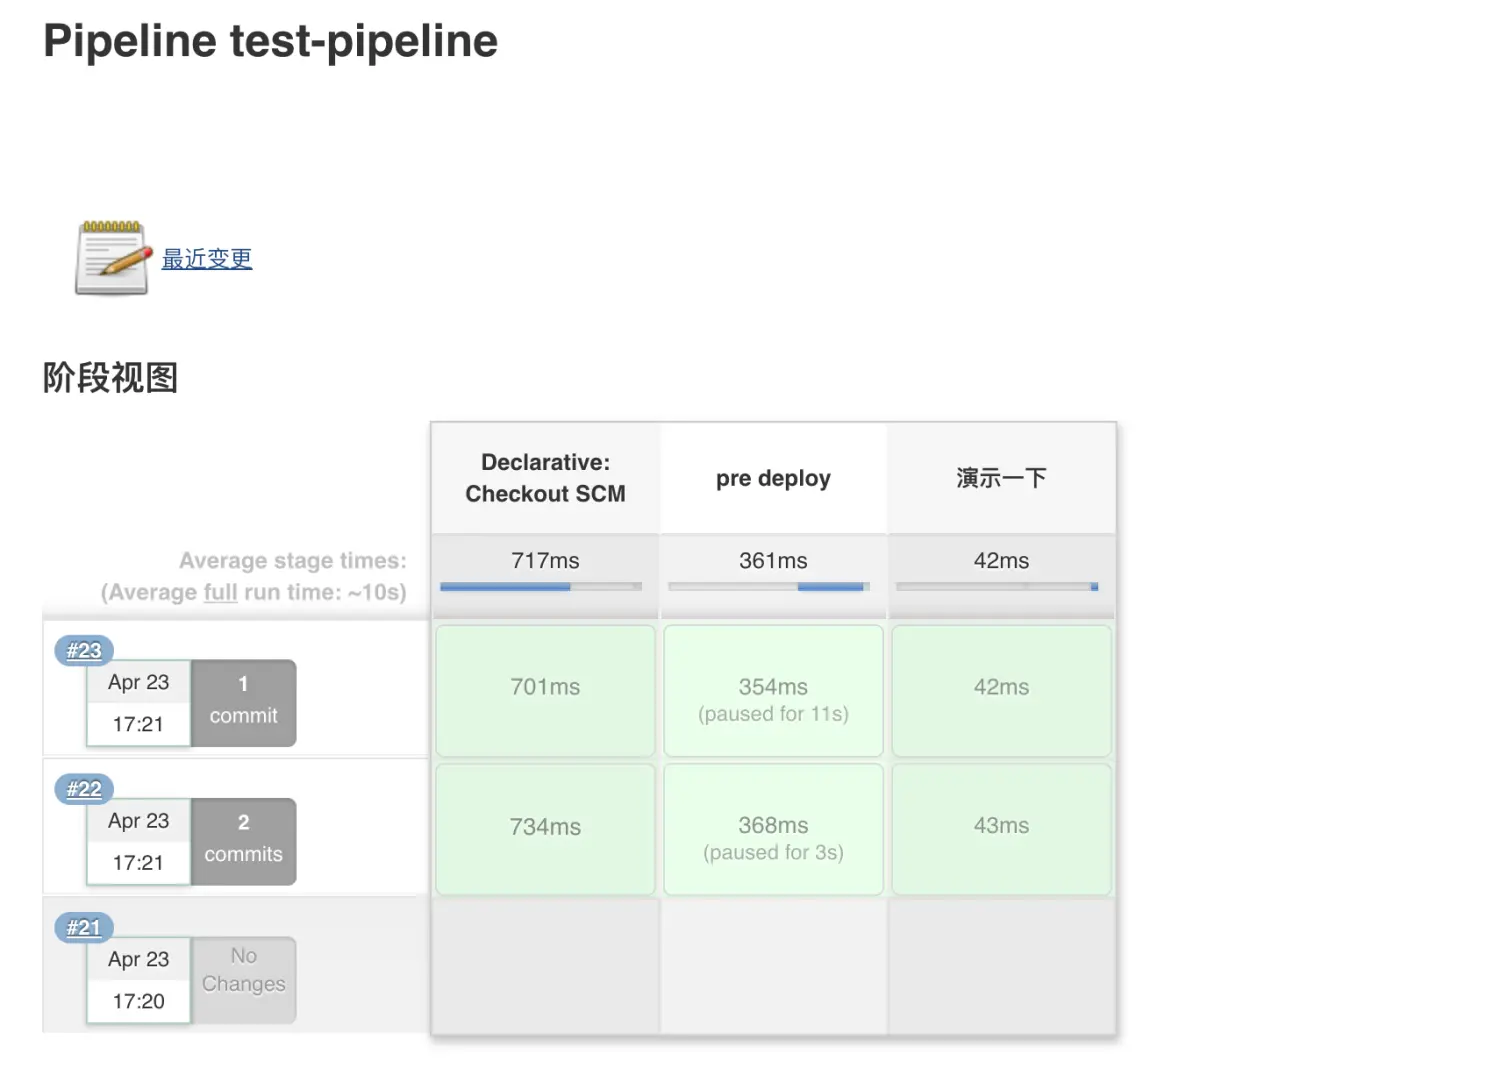 Pipeline test-pipeline
最近变更
阶段视图
Declarative:
Checkout SCM
pre deploy
演示一下
Average stage times:
(Average full run time: ~10s)
717ms
361ms
42ms
#23
Apr 23
17:21
1
commit
701ms
354ms
(paused for 11s)
42ms
#22
Apr 23
17:21
2
commits
734ms
368ms
(paused for 3s)
43ms
#21
Apr 23
17:20
No
Changes